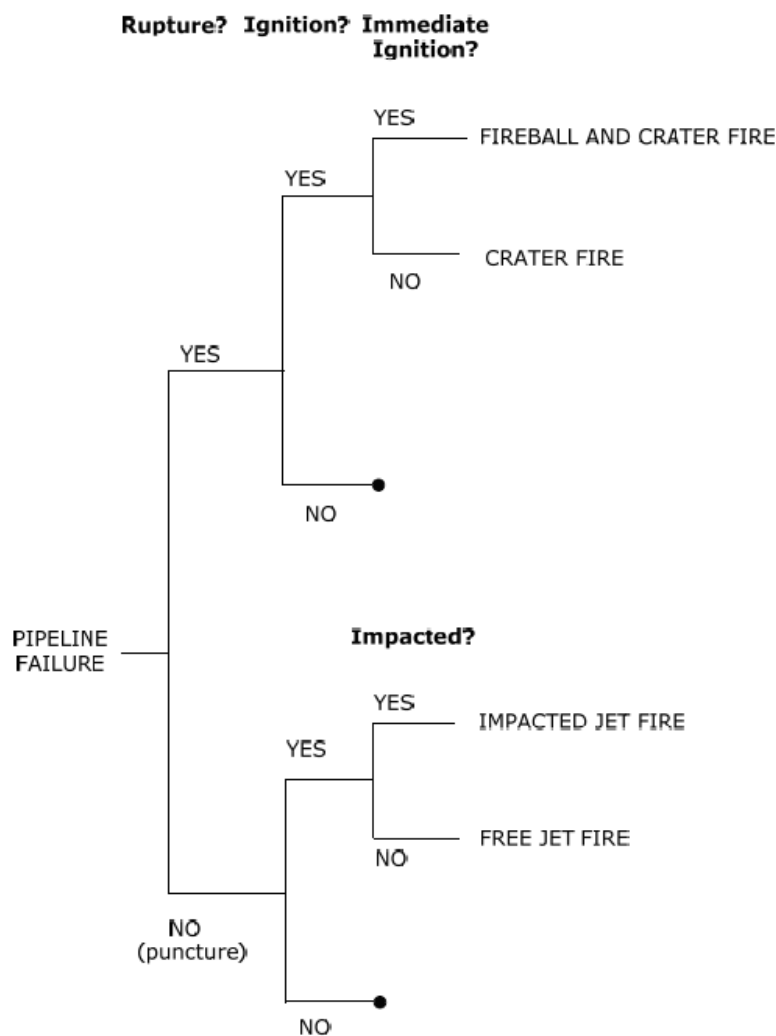 Rupture? Ignition? Immediate
Ignition?
YES
FIREBALL AND CRATER FIRE
YES
CRATER FIRE
NO
YES
NO
PIPELINE
FAILURE
Impacted?
YES
IMPACTED JET FIRE
YES
FREE JET FIRE
NO
NO
(puncture)
NO